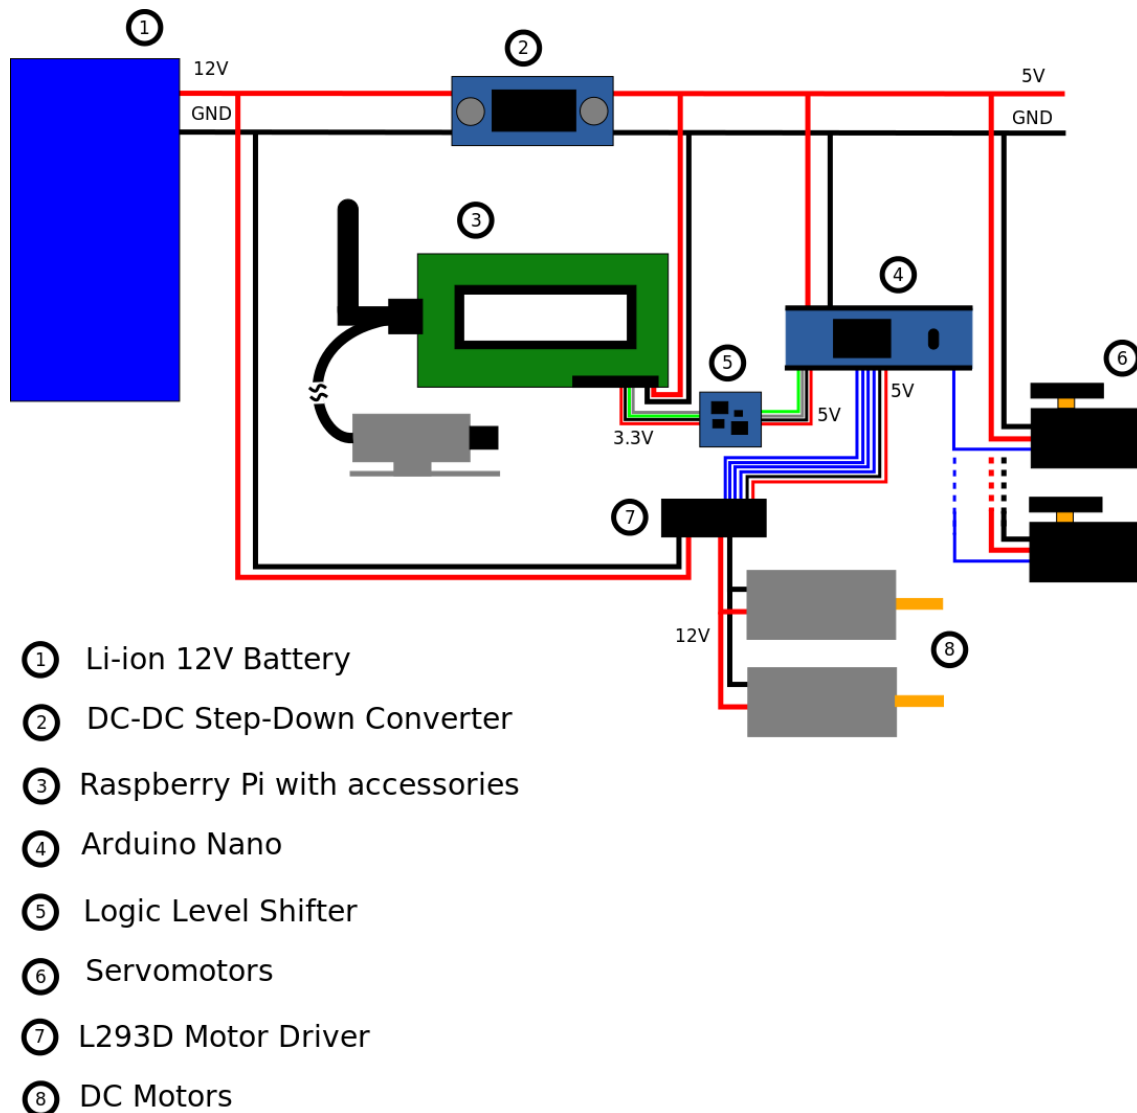 1
2
12V
5V
GND
GND
3
4
5
6
5V
5V
3.3V
7
12V
8
1 Li-ion 12V Battery
2 DC-DC Step-Down Converter
3 Raspberry Pi with accessories
4 Arduino Nano
5 Logic Level Shifter
6 Servomotors
7 L293D Motor Driver
8 DC Motors